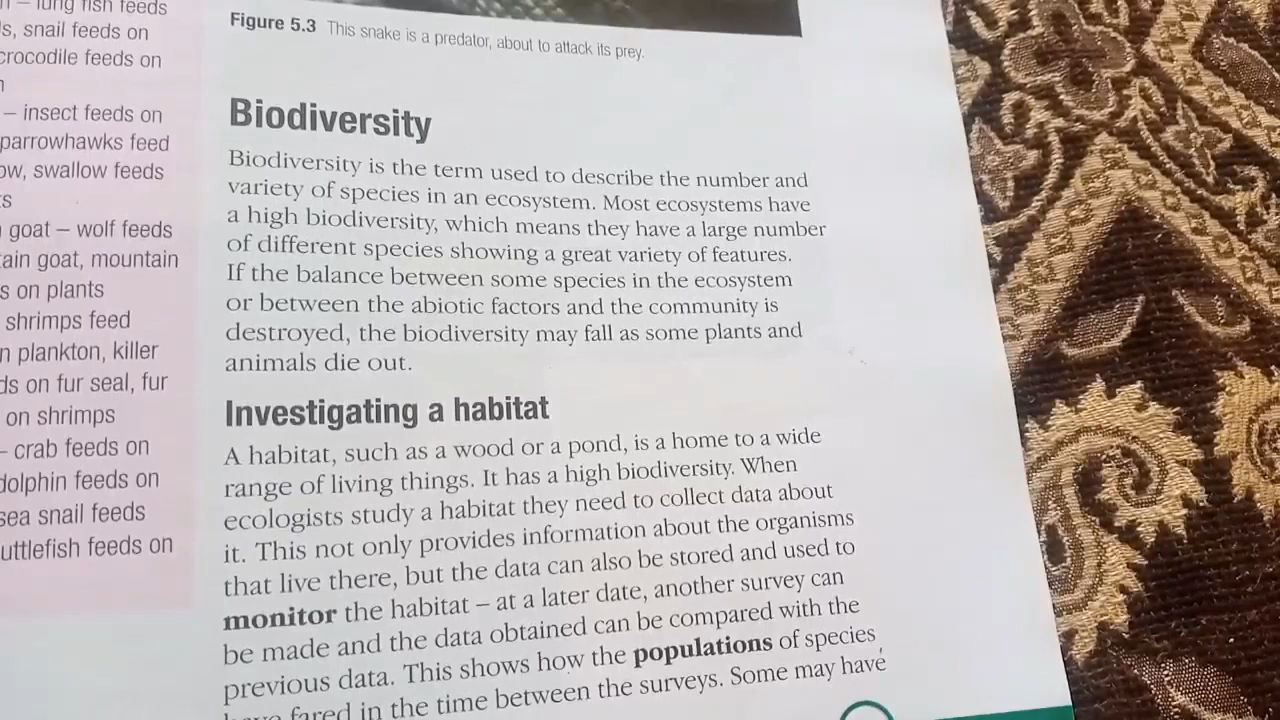 – lung fish feeds
s, snail feeds on
crocodile feeds on
– insect feeds on
parrowhawks feed
ow, swallow feeds
s
goat – wolf feeds
ain goat, mountain
s on plants
shrimps feed
n plankton, killer
ds on fur seal, fur
on shrimps
– crab feeds on
dolphin feeds on
sea snail feeds
uttlefish feeds on
Figure 5.3 This snake is a predator, about to attack its prey.
Biodiversity
Biodiversity is the term used to describe the number and
variety of species in an ecosystem. Most ecosystems have
a high biodiversity, which means they have a large number
of different species showing a great variety of features.
If the balance between some species in the ecosystem
or between the abiotic factors and the community is
destroyed, the biodiversity may fall as some plants and
animals die out.
Investigating a habitat
A habitat, such as a wood or a pond, is a home to a wide
range of living things. It has a high biodiversity. When
ecologists study a habitat they need to collect data about
it. This not only provides information about the organisms
that live there, but the data can also be stored and used to
monitor the habitat – at a later date, another survey can
be made and the data obtained can be compared with the
previous data. This shows how the populations of species
have fared in the time between the surveys. Some may have